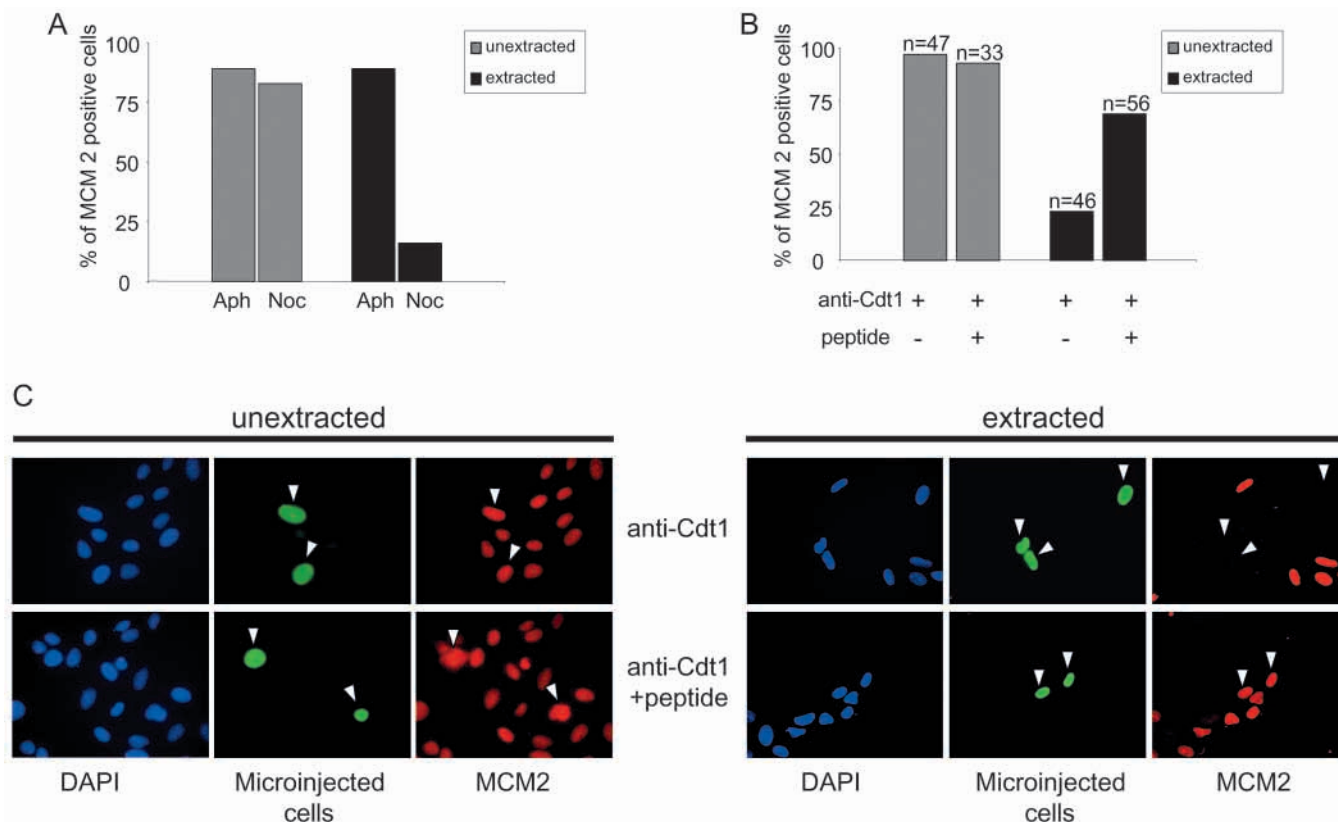 A
% of MCM 2 positive cells
100
75
50
25
0
unextracted
extracted
Aph Noc Aph Noc
B
% of MCM 2 positive cells
100
75
50
25
0
unextracted
extracted
n=47
n=33
n=46
n=56
anti-Cdt1 + + + +
peptide - + - +
C
unextracted
extracted
anti-Cdt1
anti-Cdt1
+peptide
DAPI
Microinjected
cells
MCM2
DAPI
Microinjected
cells
MCM2